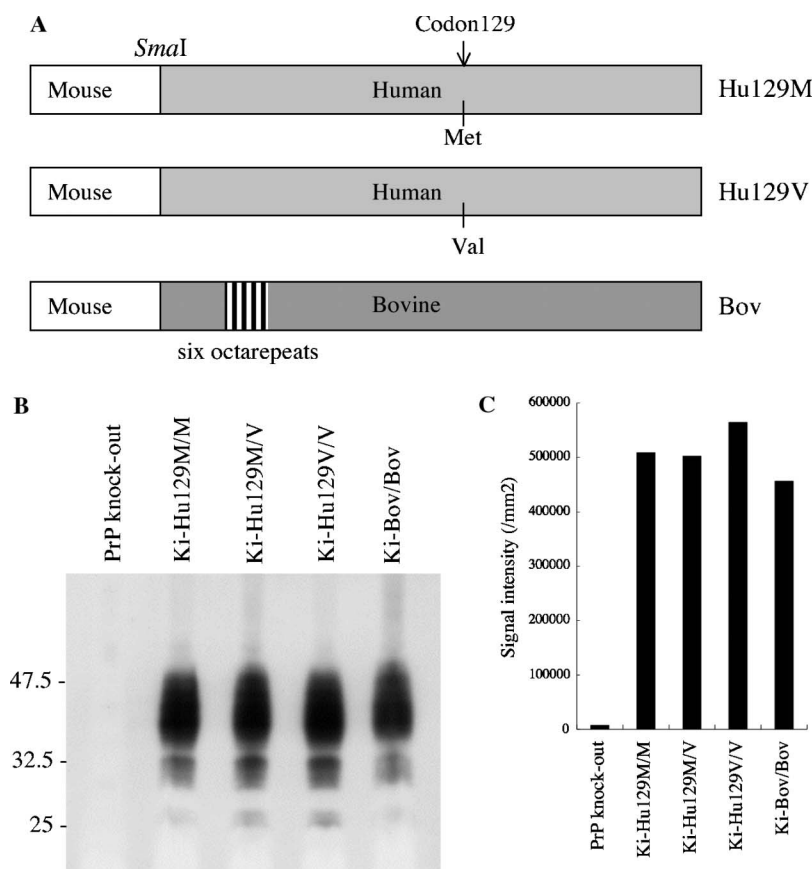 A
Codon129
SmaI
Mouse Human Hu129M
Met
Mouse Human Hu129V
Val
Mouse Bovine Bov
six octarepeats
B
PrP knock-out
Ki-Hu129M/M
Ki-Hu129M/V
Ki-Hu129V/V
Ki-Bov/Bov
47.5 -
32.5 -
25 -
C
Signal intensity (/mm2)
600000
500000
400000
300000
200000
100000
0
PrP knock-out
Ki-Hu129M/M
Ki-Hu129M/V
Ki-Hu129V/V
Ki-Bov/Bov